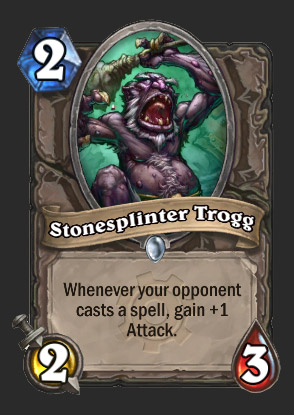 2
Stonesplinter Trogg
Whenever your opponent
casts a spell, gain +1
Attack.
2
3